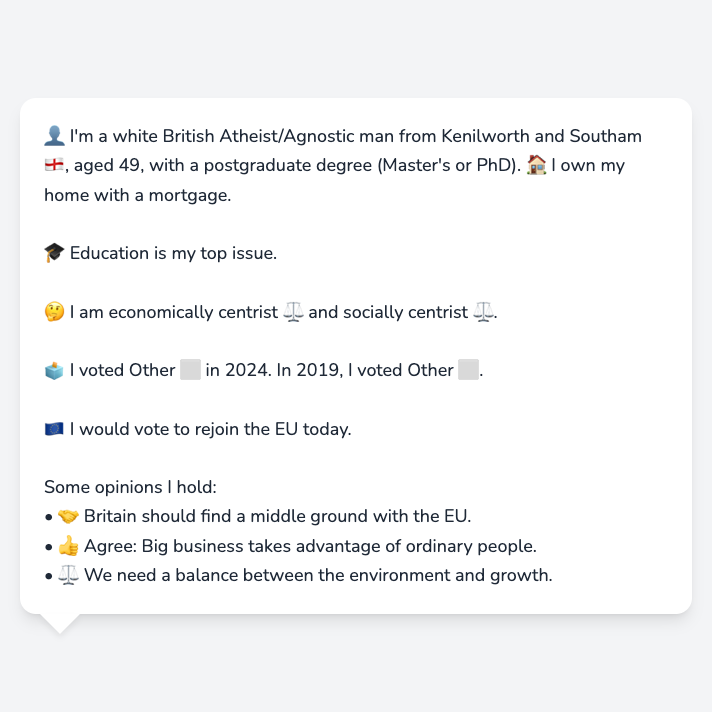 👤 I'm a white British Atheist/Agnostic man from Kenilworth and Southam
🏴󠁧󠁢󠁥󠁮󠁧󠁿, aged 49, with a postgraduate degree (Master's or PhD). 🏠 I own my
home with a mortgage.
🎓 Education is my top issue.
🤔 I am economically centrist ⚖️ and socially centrist ⚖️.
🗳️ I voted Other ⬜ in 2024. In 2019, I voted Other ⬜.
🇪🇺 I would vote to rejoin the EU today.
Some opinions I hold:
• 🤝 Britain should find a middle ground with the EU.
• 👍 Agree: Big business takes advantage of ordinary people.
• ⚖️ We need a balance between the environment and growth.